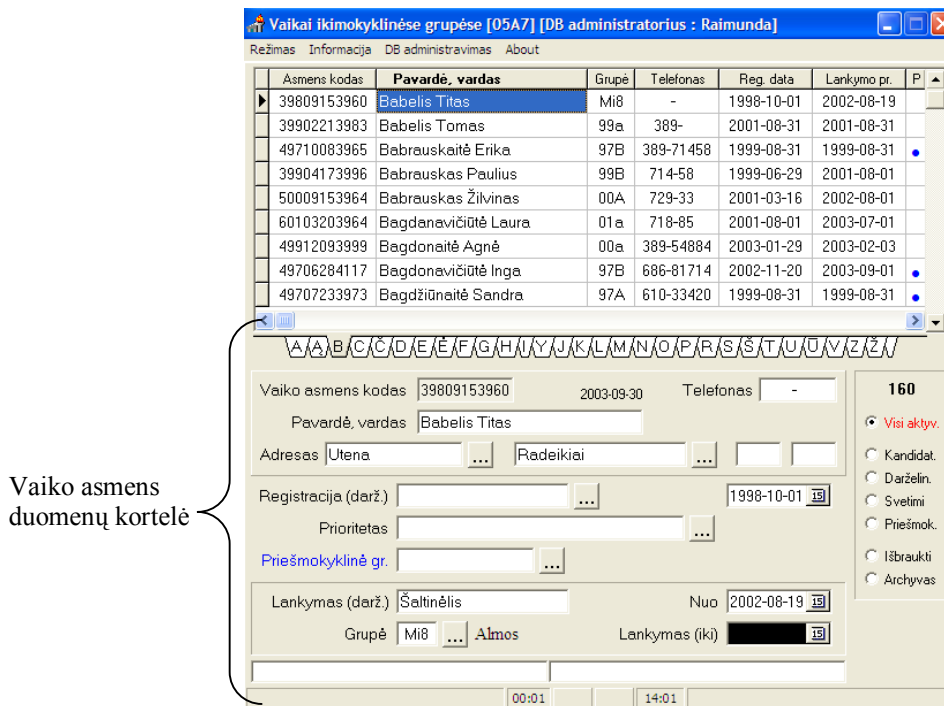 Vaikai ikimokyklinėse grupėse [05A7] [DB administratorius : Raimunda]
Režimas Informacija DB administravimas About
Asmens kodas Pavardė, vardas Grupė Telefonas Reg. data Lankymo pr. P
39809153960 Babelis Titas Mi8 - 1998-10-01 2002-08-19
39902213983 Babelis Tomas 99a 389- 2001-08-31 2001-08-31
49710083965 Babrauskaitė Erika 97B 389-71458 1999-08-31 1999-08-31
39904173996 Babrauskas Paulius 99B 714-58 1999-06-29 2001-08-01
50009153964 Babrauskas Žilvinas 00A 729-33 2001-03-16 2002-08-01
60103203964 Bagdanavičiūtė Laura 01a 718-85 2001-08-01 2003-07-01
49912093999 Bagdonaitė Agnė 00a 389-54884 2003-01-29 2003-02-03
49706284117 Bagdonavičiūtė Inga 97B 686-81714 2002-11-20 2003-09-01
49707233973 Bagdžiūnaitė Sandra 97A 610-33420 1999-08-31 1999-08-31
A Ą B C Č D E Ė F G H I Y J K L M N O P R S Š T U Ū V Z Ž
Vaiko asmens kodas 39809153960 2003-09-30 Telefonas -
Pavardė, vardas Babelis Titas
Adresas Utena ... Radeikiai ...
Registracija (darž.) ... 1998-10-01 15
Prioritetas ...
Priešmokyklinė gr. ...
Lankymas (darž.) Šaltinėlis Nuo 2002-08-19 15
Grupė Mi8 ... Almos Lankymas (iki) 15
160
Visi aktyv.
Kandidat.
Darželin.
Svetimi
Priešmok.
Išbraukti
Archyvas
00:01 14:01
Vaiko asmens
duomenų kortelė